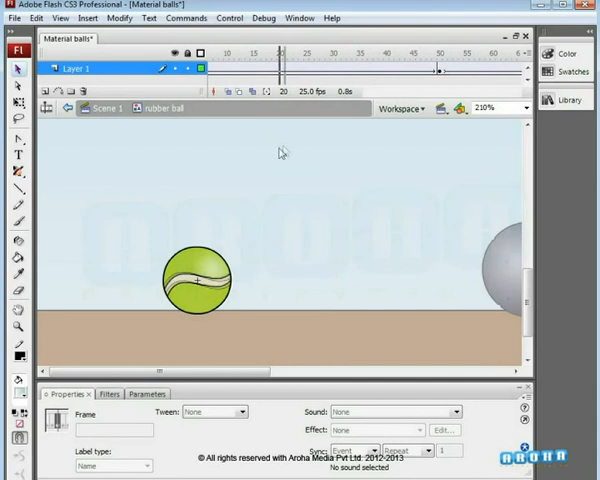 Adobe Flash CS3 Professional - [Material balls*]
File Edit View Insert Modify Text Commands Control Debug Window Help
Material balls*
10 15 25 30 35 40 45 50 55 60 6
Layer 1
20 25.0 fps 0.8s
Scene 1 rubber ball Workspace 210%
Color
Swatches
Library
Properties Filters Parameters
Frame
Tween: None
Sound: None
Effect: None Edit...
Label type:
Name
Sync: Event Repeat 1
No sound selected
© All rights reserved with Aroha Media Pvt Ltd. 2012-2013
AROHA
Fl
T